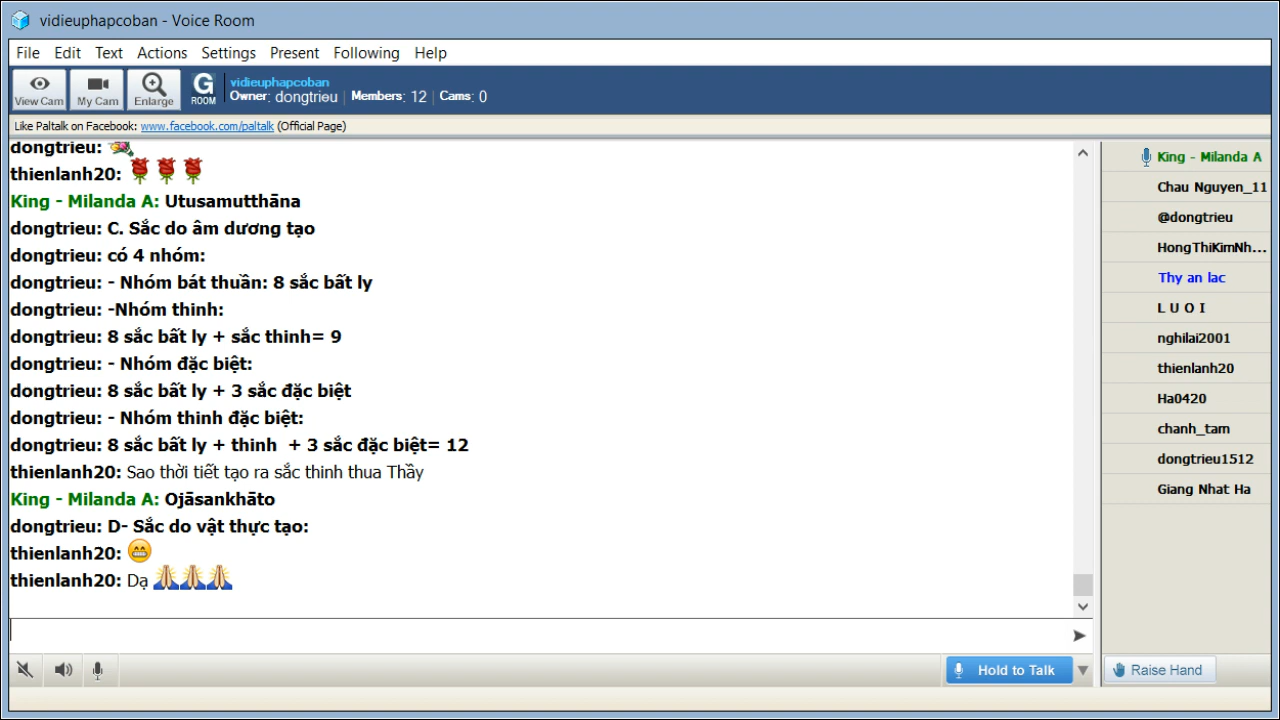 vidieuphapcoban - Voice Room
File Edit Text Actions Settings Present Following Help
View Cam My Cam Enlarge G ROOM
vidieuphapcoban
Owner: dongtrieu | Members: 12 | Cams: 0
Like Paltalk on Facebook: www.facebook.com/paltalk (Official Page)
dongtrieu:
thienlanh20:
King - Milanda A: Utusamutthāna
dongtrieu: C. Sắc do âm dương tạo
dongtrieu: có 4 nhóm:
dongtrieu: - Nhóm bát thuần: 8 sắc bất ly
dongtrieu: -Nhóm thinh:
dongtrieu: 8 sắc bất ly + sắc thinh= 9
dongtrieu: - Nhóm đặc biệt:
dongtrieu: 8 sắc bất ly + 3 sắc đặc biệt
dongtrieu: - Nhóm thinh đặc biệt:
dongtrieu: 8 sắc bất ly + thinh  + 3 sắc đặc biệt= 12
thienlanh20: Sao thời tiết tạo ra sắc thinh thua Thầy
King - Milanda A: Ojāsankhāto
dongtrieu: D- Sắc do vật thực tạo:
thienlanh20:
thienlanh20: Dạ
King - Milanda A
Chau Nguyen_11
@dongtrieu
HongThiKimNh...
Thy an lac
L U O I
nghilai2001
thienlanh20
Ha0420
chanh_tam
dongtrieu1512
Giang Nhat Ha
Hold to Talk
Raise Hand